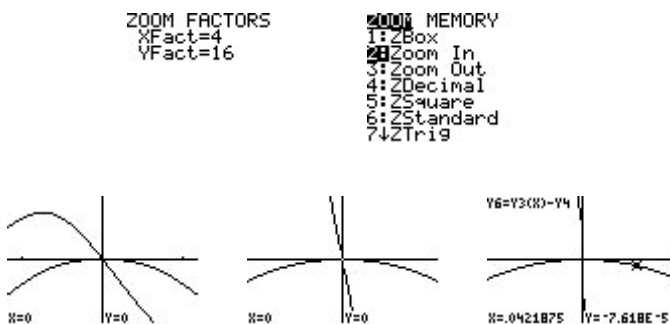 ZOOM FACTORS
XFact=4
YFact=16
ZOOM MEMORY
1:ZBox
2:Zoom In
3:Zoom Out
4:ZDecimal
5:ZSquare
6:ZStandard
7↓ZTrig
X=0 Y=0
X=0 Y=0
Y6=Y3(X)-Y4
X=.0421875 Y=-7.618E-5